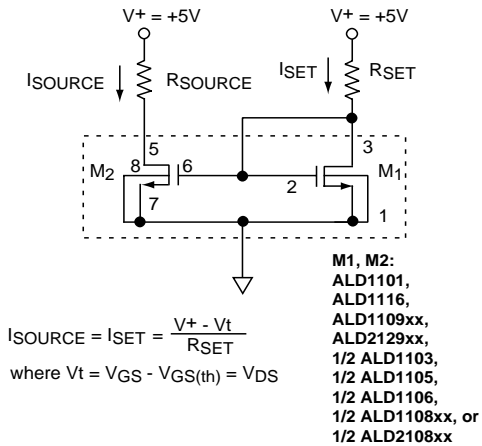 V+ = +5V
V+ = +5V
ISOURCE
RSOURCE
ISET
RSET
5
3
8
6
M2
M1
2
7
1
M1, M2:
ALD1101,
ALD1116,
ALD1109xx,
ALD2129xx,
1/2 ALD1103,
1/2 ALD1105,
1/2 ALD1106,
1/2 ALD1108xx, or
1/2 ALD2108xx
ISOURCE = ISET = V+ - Vt
RSET
where Vt = VGS - VGS(th) = VDS